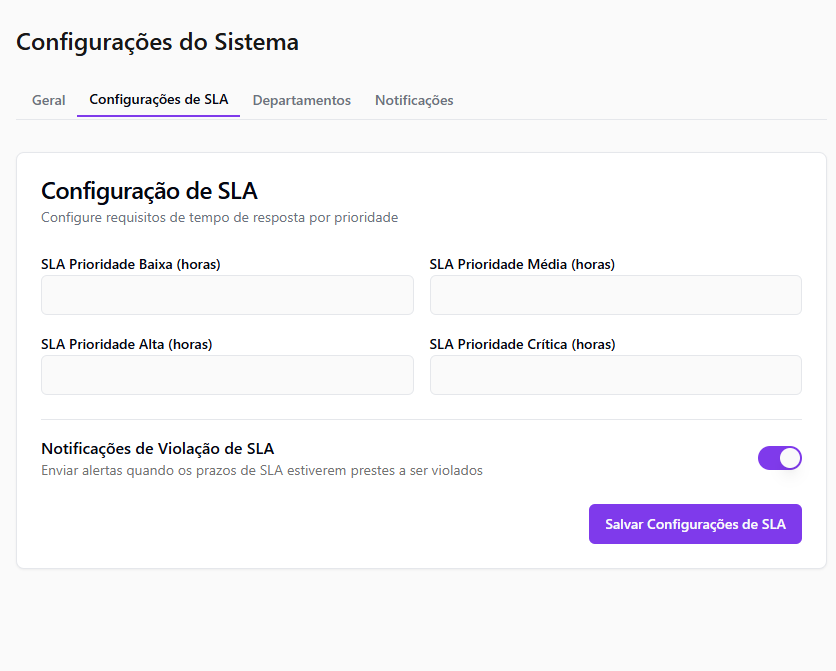 Configurações do Sistema
Geral
Configurações de SLA
Departamentos
Notificações
Configuração de SLA
Configure requisitos de tempo de resposta por prioridade
SLA Prioridade Baixa (horas)
SLA Prioridade Média (horas)
SLA Prioridade Alta (horas)
SLA Prioridade Crítica (horas)
Notificações de Violação de SLA
Enviar alertas quando os prazos de SLA estiverem prestes a ser violados
Salvar Configurações de SLA